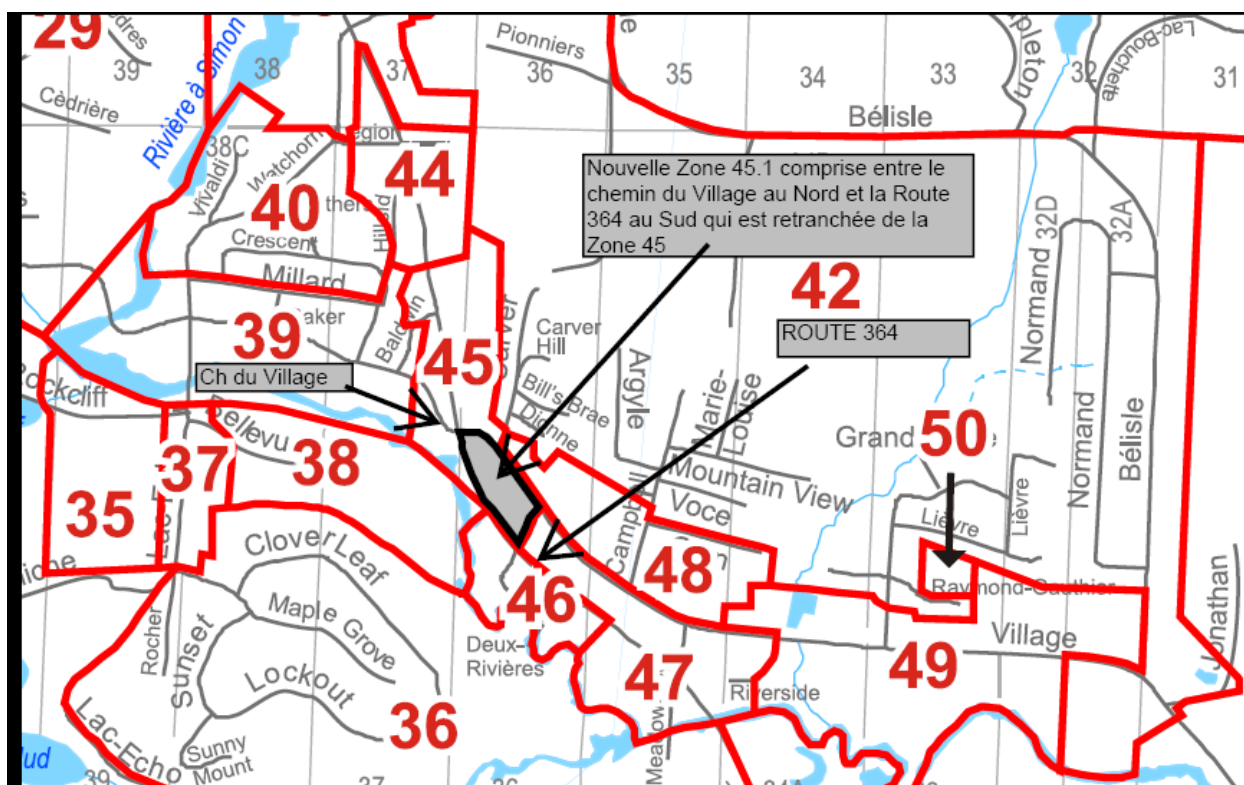 29
39
Cèdrière
Rivière à Simon
38
37
Pionniers
36
35
34
33
32
31
Lac-Bouchette
Bélisle
38C
Vivaldi
Watchorn
44
40
Crescent
Millard
Nouvelle Zone 45.1 comprise entre le
chemin du Village au Nord et la Route
364 au Sud qui est retranchée de la
Zone 45
32D
32A
Normand
42
ROUTE 364
39
Baldwin
45
Carver
Hill
Bill's Brae
Dionne
Argyle
Marie-
Louise
Normand
Bélisle
Ch du Village
Rockcliff
Bellevu
37
38
35
Mountain View
Voce
50
Lièvre
Lièvre
Clover Leaf
Maple Grove
Lockout
Rocher
Sunset
36
46
Deux-
Rivières
48
47
Raymond-Gauthier
Village
49
Riverside
Jonathan
Lac-Echo
Sunny
Mount
39
37
36